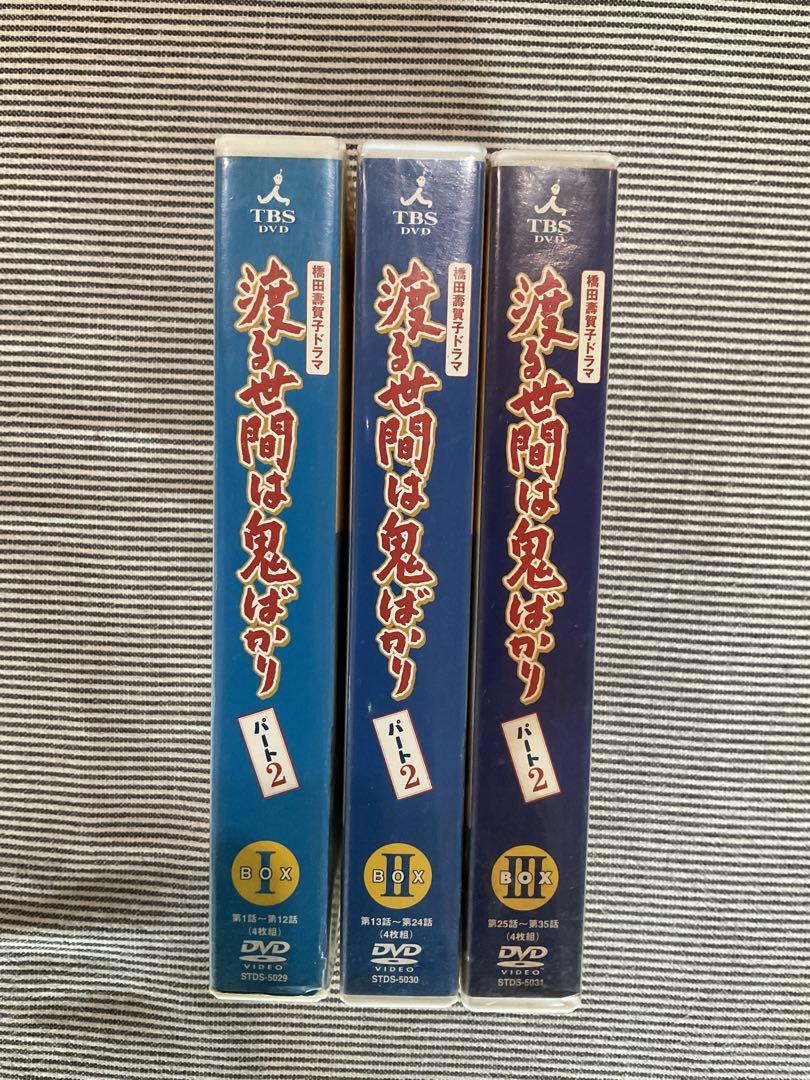 TBS
DVD
橋田壽賀子ドラマ
渡る世間は鬼ばかり
パート2
I
BOX
第1話～第12話
(4枚組)
DVD
VIDEO
STDS-5029
TBS
DVD
橋田壽賀子ドラマ
渡る世間は鬼ばかり
パート2
II
BOX
第13話～第24話
(4枚組)
DVD
VIDEO
STDS-5030
TBS
DVD
橋田壽賀子ドラマ
渡る世間は鬼ばかり
パート2
III
BOX
第25話～第35話
(4枚組)
DVD
VIDEO
STDS-5031